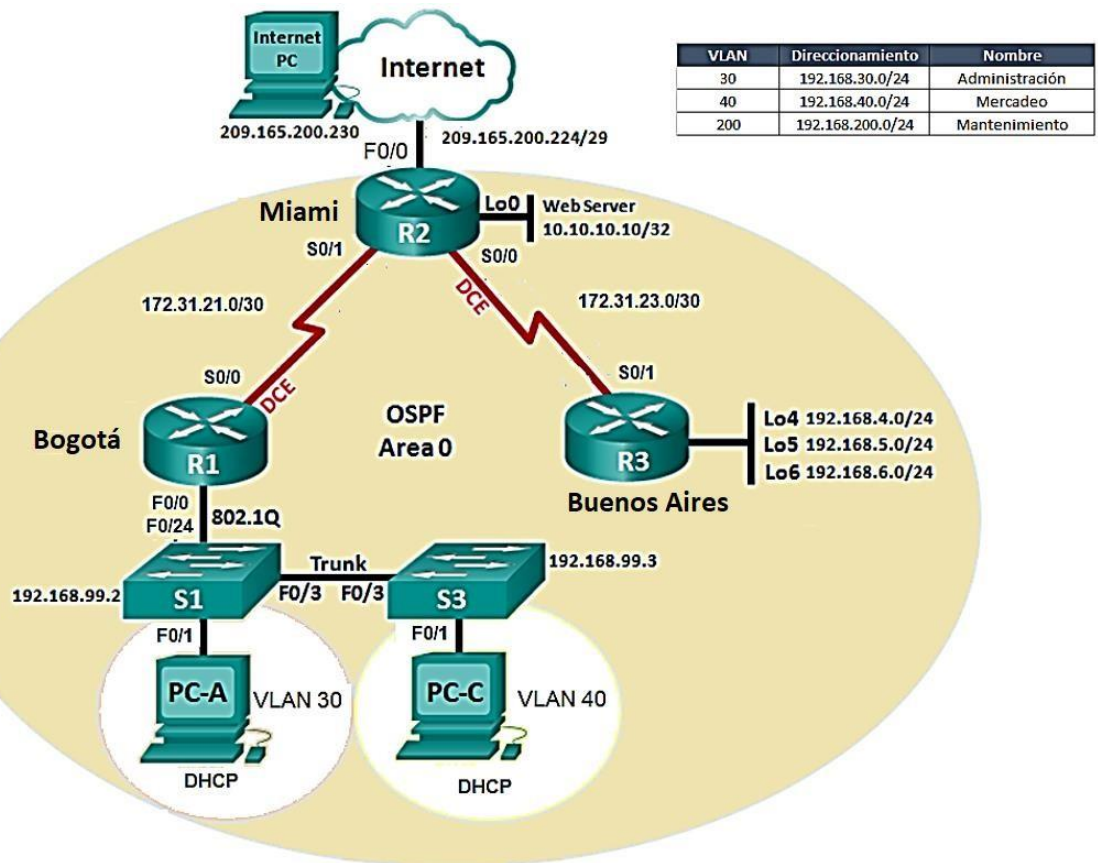 Internet
PC
Internet
209.165.200.230
209.165.200.224/29
F0/0
VLAN Direccionamiento Nombre
30 192.168.30.0/24 Administración
40 192.168.40.0/24 Mercadeo
200 192.168.200.0/24 Mantenimiento
Miami
R2
Lo0
Web Server
10.10.10.10/32
S0/1
S0/0
DCE
172.31.21.0/30
172.31.23.0/30
S0/0
DCE
S0/1
Bogotá
R1
OSPF
Area 0
R3
Buenos Aires
Lo4 192.168.4.0/24
Lo5 192.168.5.0/24
Lo6 192.168.6.0/24
F0/0
F0/24
802.1Q
192.168.99.2
S1
Trunk
F0/3 F0/3
S3
192.168.99.3
F0/1
F0/1
PC-A
VLAN 30
DHCP
PC-C
VLAN 40
DHCP